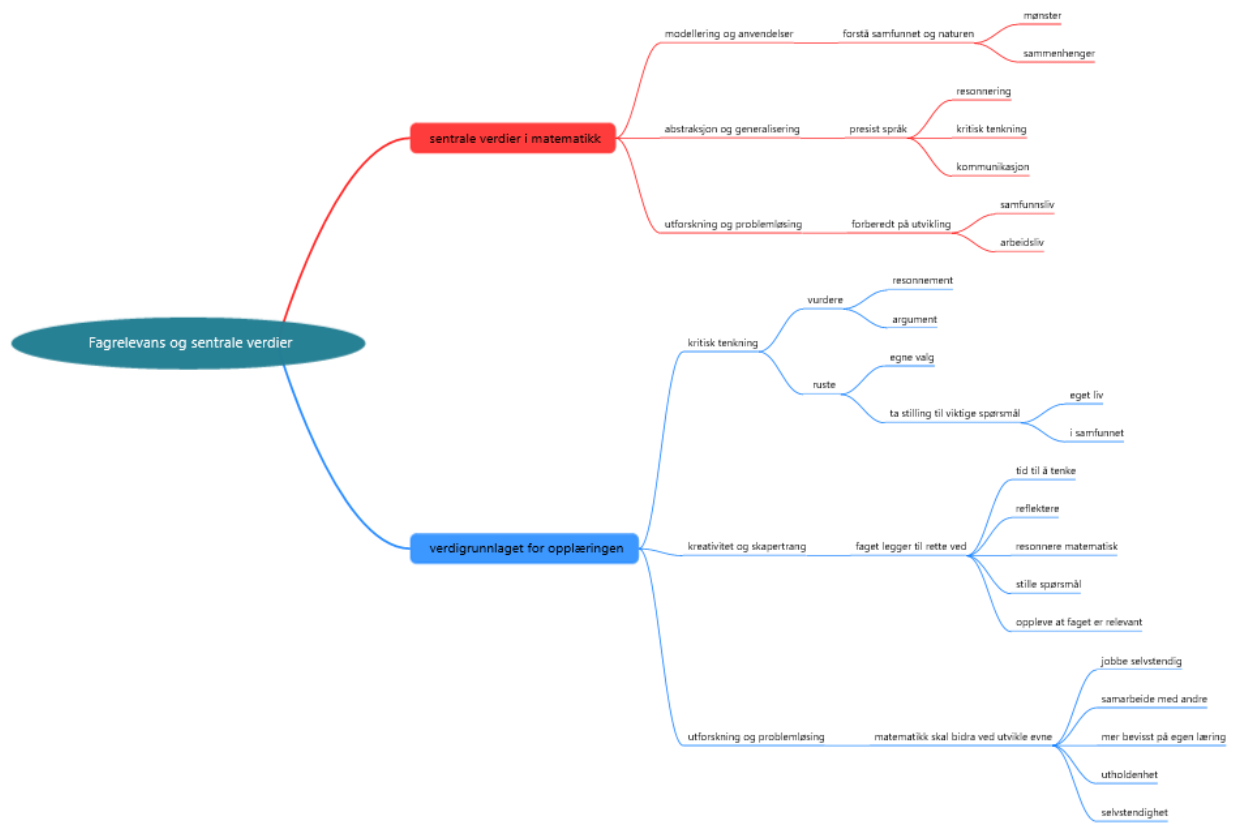 Fagrelevans og sentrale verdier
sentrale verdier i matematikk
modellering og anvendelser
forstå samfunnet og naturen
mønster
sammenhenger
abstraksjon og generalisering
presist språk
resonnering
kritisk tenkning
kommunikasjon
utforskning og problemløsing
forberedt på utvikling
samfunnsliv
arbeidsliv
verdigrunnlaget for opplæringen
kritisk tenkning
vurdere
resonnement
argument
ruste
egne valg
ta stilling til viktige spørsmål
eget liv
i samfunnet
kreativitet og skapertrang
faget legger til rette ved
tid til å tenke
reflektere
resonnere matematisk
stille spørsmål
oppleve at faget er relevant
utforskning og problemløsing
matematikk skal bidra ved utvikle evne
jobbe selvstendig
samarbeide med andre
mer bevisst på egen læring
utholdenhet
selvstendighet